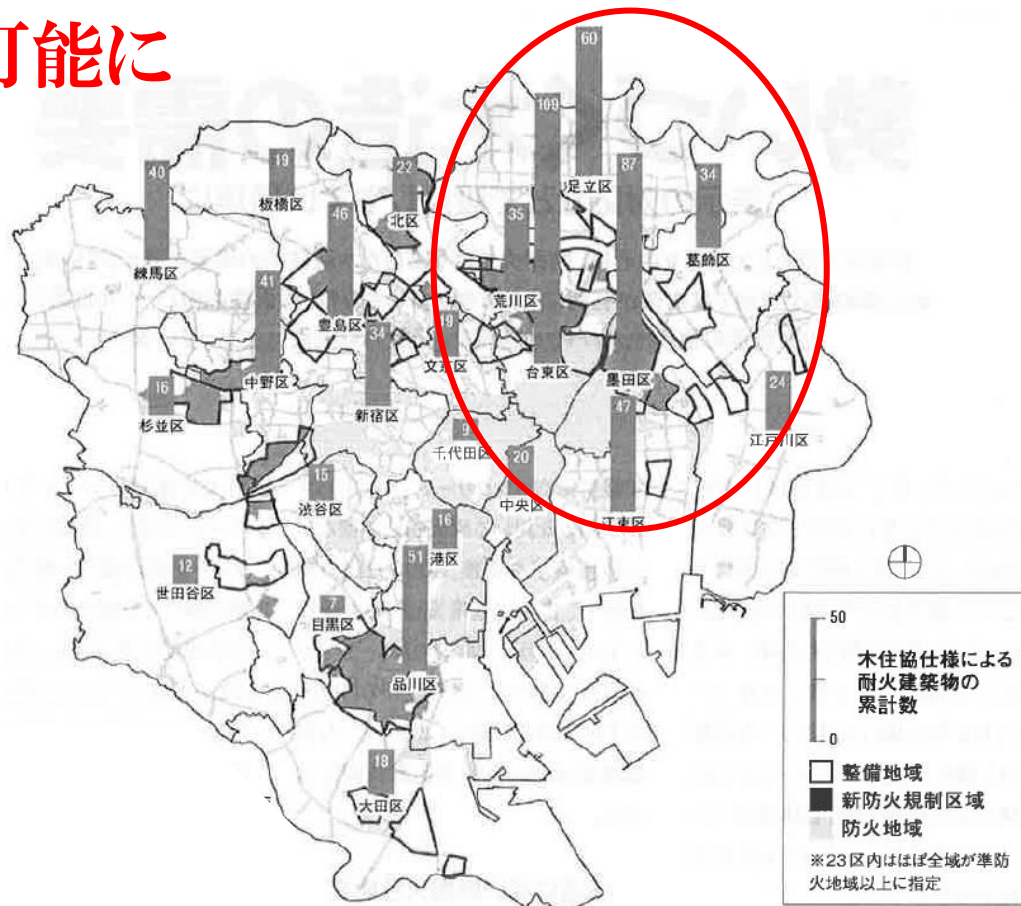 可能に
60
109
足立区
87
40
19
板橋区
22
北区
34
葛飾区
46
35
練馬区
荒川区
41
豊島区
34
19
文京区
台東区
墨田区
中野区
16
杉並区
新宿区
47
24
江戸川区
9
千代田区
20
中央区
15
渋谷区
江東区
16
港区
51
12
世田谷区
7
目黒区
品川区
18
大田区
50
木住協仕様による
耐火建築物の
累計数
0
整備地域
新防火規制区域
防火地域
※23区内はほぼ全域が準防
火地域以上に指定